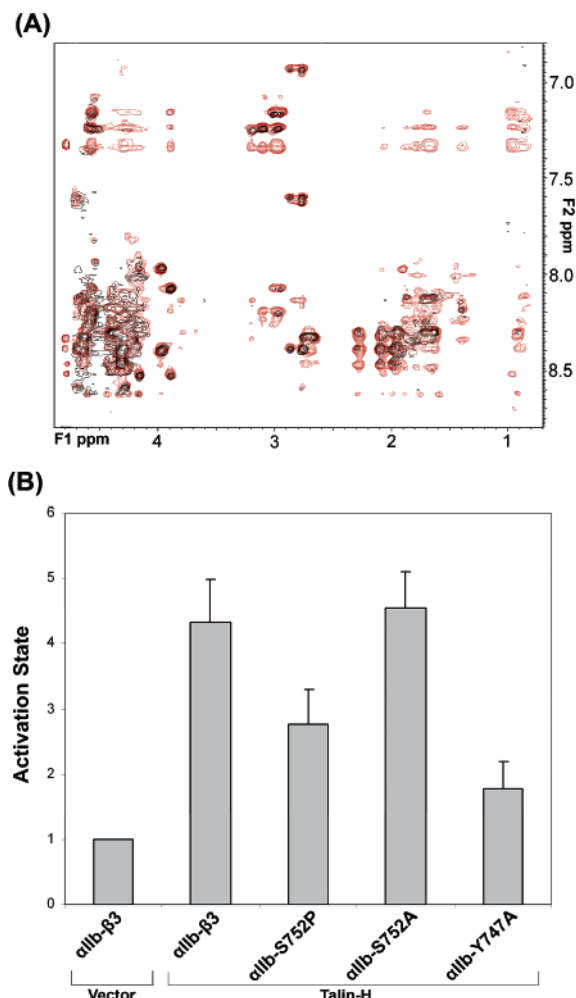 (A)
7.0
7.5
8.0
8.5
F2 ppm
F1 ppm 4 3 2 1
(B)
Activation State
6
5
4
3
2
1
0
αIIb-β3 αIIb-β3 αIIb-S752P αIIb-S752A αIIb-Y747A
Vector Talin-H